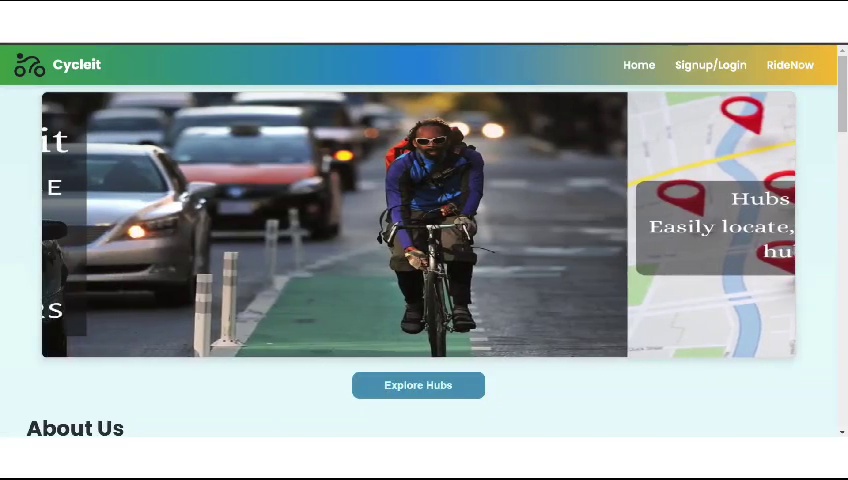 Cycleit
Home
Signup/Login
RideNow
it
E
RS
Hubs
Easily locate,
hu
Explore Hubs
About Us